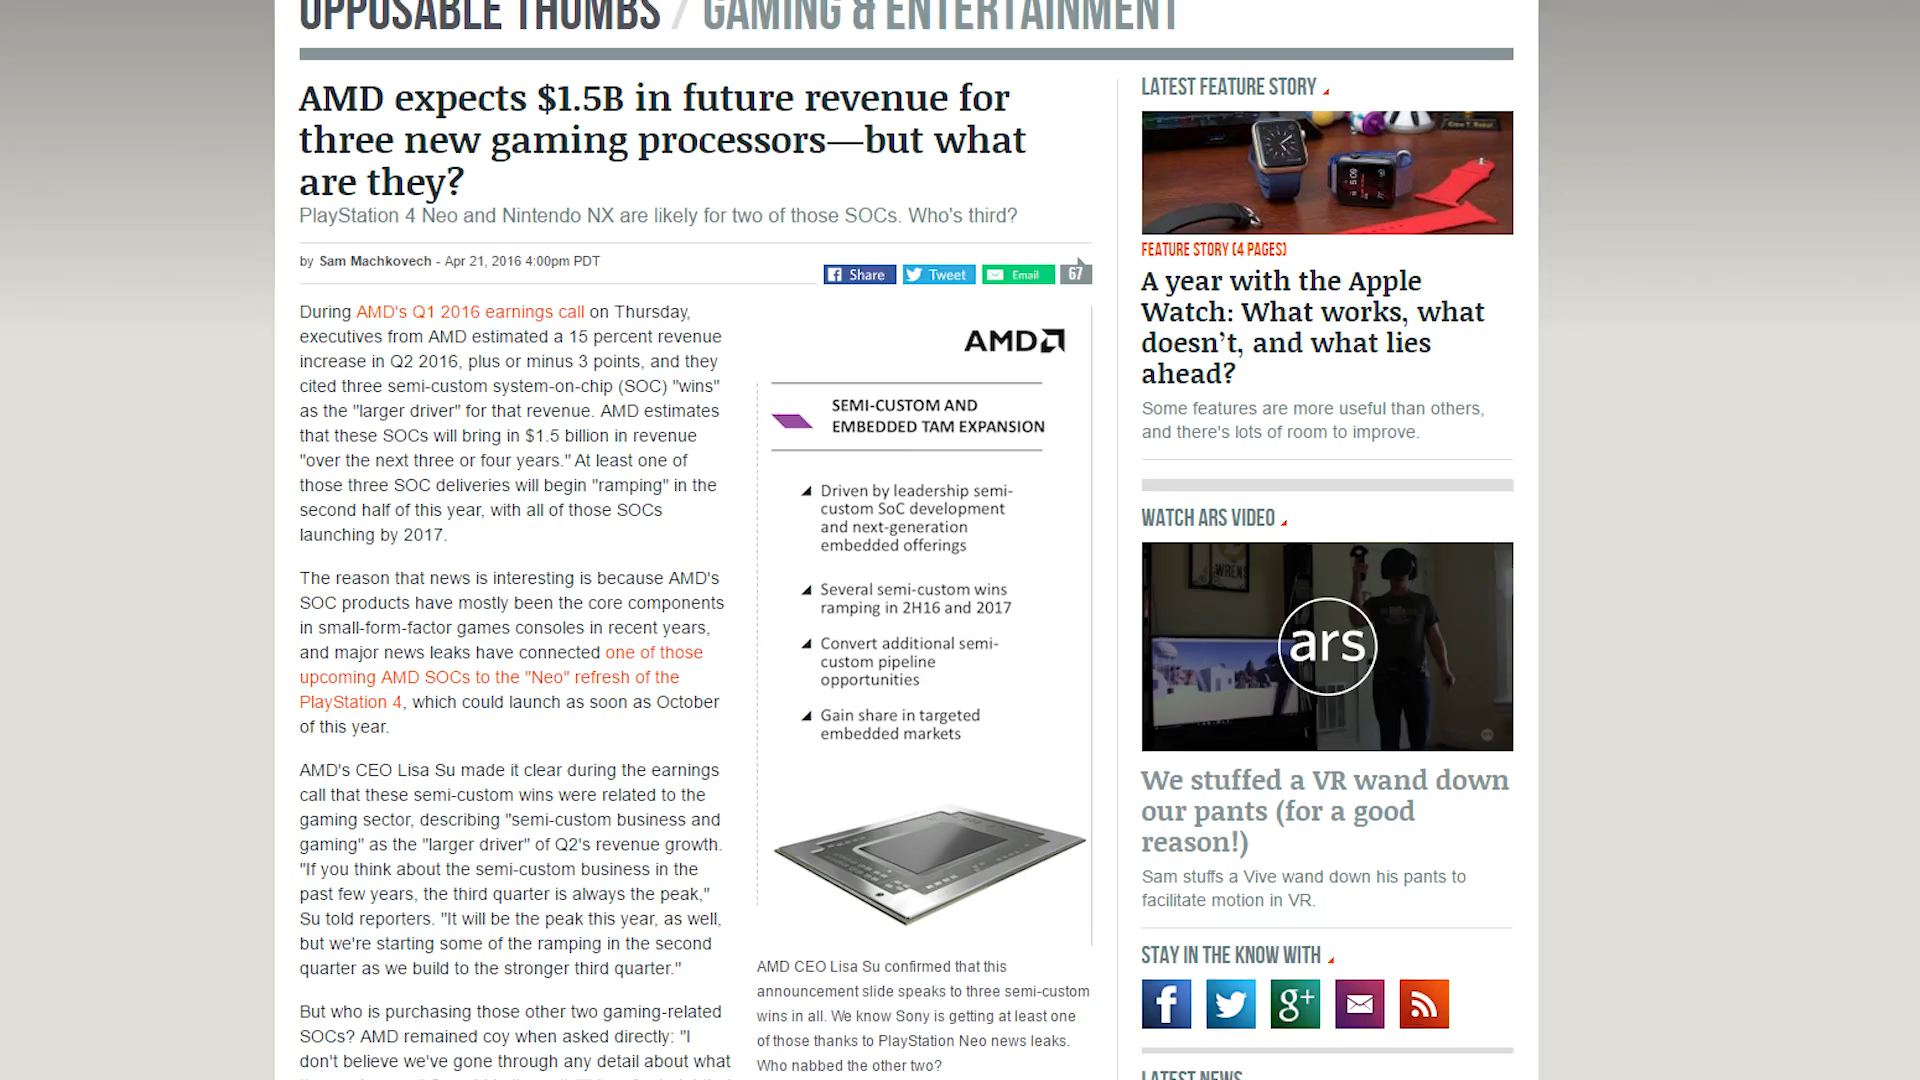 OPPOSABLE THUMBS / GAMING & ENTERTAINMENT
AMD expects $1.5B in future revenue for
three new gaming processors—but what
are they?
PlayStation 4 Neo and Nintendo NX are likely for two of those SOCs. Who's third?
by Sam Machkovech - Apr 21, 2016 4:00pm PDT
Share
Tweet
Email
67
During AMD's Q1 2016 earnings call on Thursday,
executives from AMD estimated a 15 percent revenue
increase in Q2 2016, plus or minus 3 points, and they
cited three semi-custom system-on-chip (SOC) "wins"
as the "larger driver" for that revenue. AMD estimates
that these SOCs will bring in $1.5 billion in revenue
"over the next three or four years." At least one of
those three SOC deliveries will begin "ramping" in the
second half of this year, with all of those SOCs
launching by 2017.
The reason that news is interesting is because AMD's
SOC products have mostly been the core components
in small-form-factor games consoles in recent years,
and major news leaks have connected one of those
upcoming AMD SOCs to the "Neo" refresh of the
PlayStation 4, which could launch as soon as October
of this year.
AMD's CEO Lisa Su made it clear during the earnings
call that these semi-custom wins were related to the
gaming sector, describing "semi-custom business and
gaming" as the "larger driver" of Q2's revenue growth.
"If you think about the semi-custom business in the
past few years, the third quarter is always the peak,"
Su told reporters. "It will be the peak this year, as well,
but we're starting some of the ramping in the second
quarter as we build to the stronger third quarter."
But who is purchasing those other two gaming-related
SOCs? AMD remained coy when asked directly: "I
don't believe we've gone through any detail about what
AMD
SEMI-CUSTOM AND
EMBEDDED TAM EXPANSION
Driven by leadership semi-
custom SoC development
and next-generation
embedded offerings
Several semi-custom wins
ramping in 2H16 and 2017
Convert additional semi-
custom pipeline
opportunities
Gain share in targeted
embedded markets
AMD CEO Lisa Su confirmed that this
announcement slide speaks to three semi-custom
wins in all. We know Sony is getting at least one
of those thanks to PlayStation Neo news leaks.
Who nabbed the other two?
LATEST FEATURE STORY
FEATURE STORY (4 PAGES)
A year with the Apple
Watch: What works, what
doesn’t, and what lies
ahead?
Some features are more useful than others,
and there's lots of room to improve.
WATCH ARS VIDEO
ars
We stuffed a VR wand down
our pants (for a good
reason!)
Sam stuffs a Vive wand down his pants to
facilitate motion in VR.
STAY IN THE KNOW WITH
LATEST NEWS